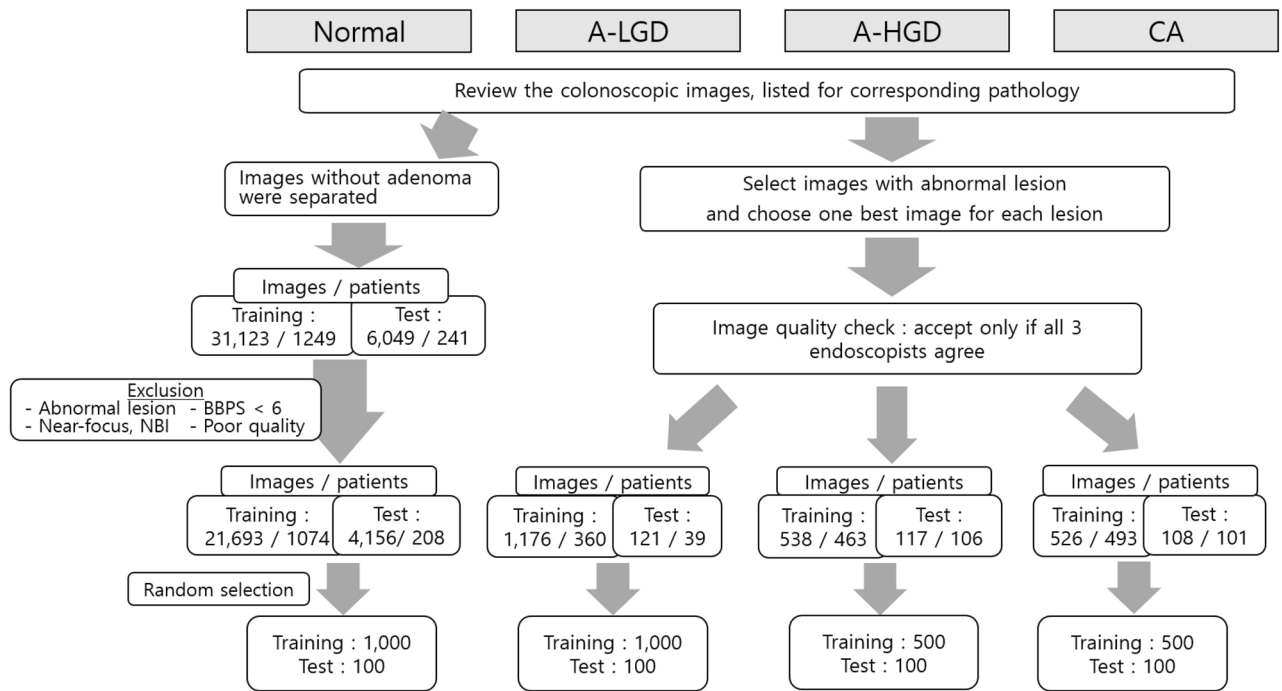 Normal
A-LGD
A-HGD
CA
Review the colonoscopic images, listed for corresponding pathology
Images without adenoma
were separated
Select images with abnormal lesion
and choose one best image for each lesion
Images / patients
Training :
31,123 / 1249
Test :
6,049 / 241
Image quality check : accept only if all 3
endoscopists agree
Exclusion
- Abnormal lesion - BBPS < 6
- Near-focus, NBI - Poor quality
Images / patients
Training :
21,693 / 1074
Test :
4,156/ 208
Images / patients
Training :
1,176 / 360
Test :
121 / 39
Images / patients
Training :
538 / 463
Test :
117 / 106
Images / patients
Training :
526 / 493
Test :
108 / 101
Random selection
Training : 1,000
Test : 100
Training : 1,000
Test : 100
Training : 500
Test : 100
Training : 500
Test : 100